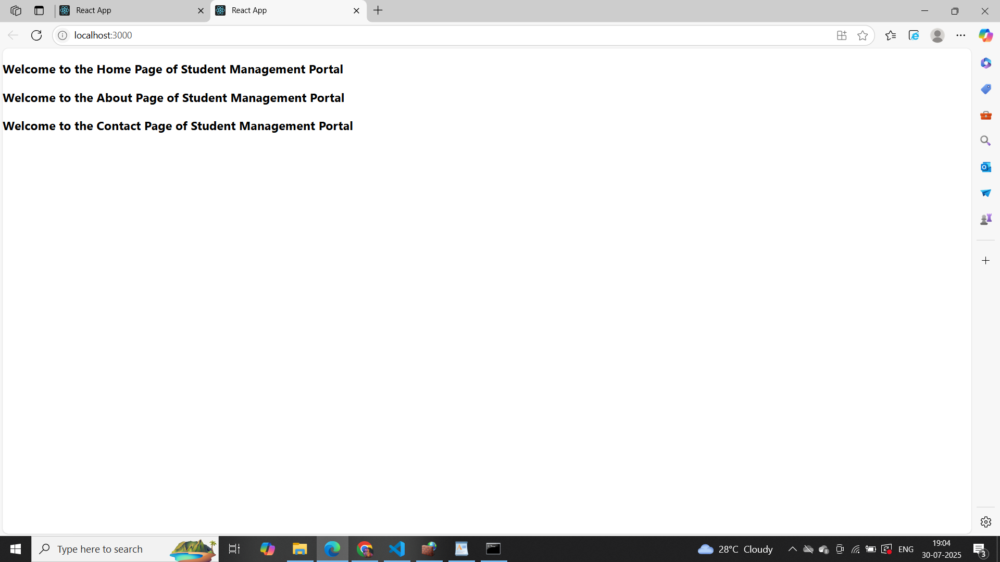 React App
React App
localhost:3000
Welcome to the Home Page of Student Management Portal
Welcome to the About Page of Student Management Portal
Welcome to the Contact Page of Student Management Portal
Type here to search
28°C Cloudy
ENG
19:04
30-07-2025
3